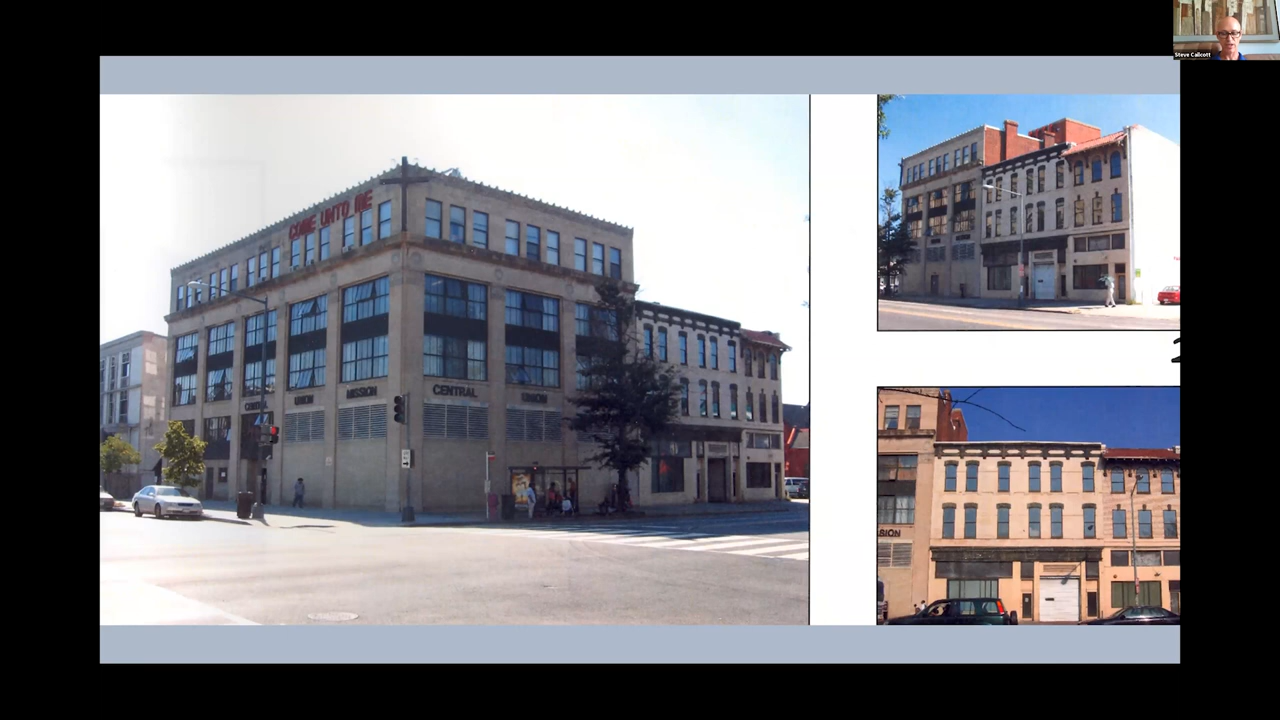 Steve Callcott
COME UNTO ME
UNION
MISSION
CENTRAL
UNION
SION